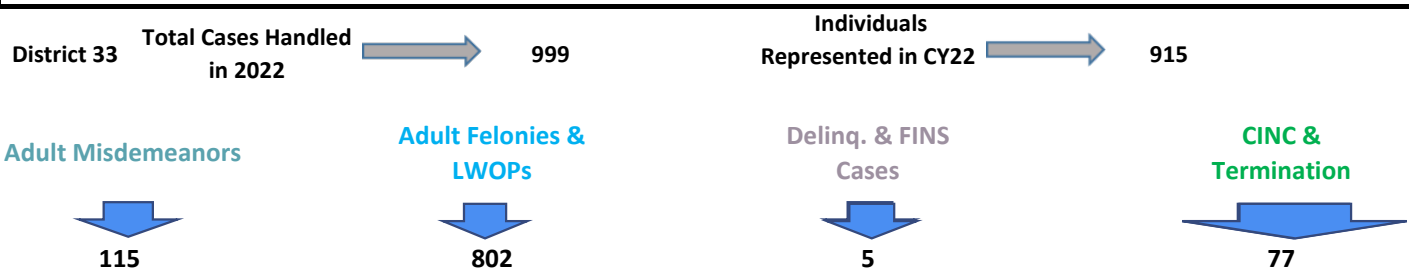 District 33
Total Cases Handled
in 2022
999
Individuals
Represented in CY22
915
Adult Misdemeanors
Adult Felonies &
LWOPs
Delinq. & FINS
Cases
CINC &
Termination
115
802
5
77